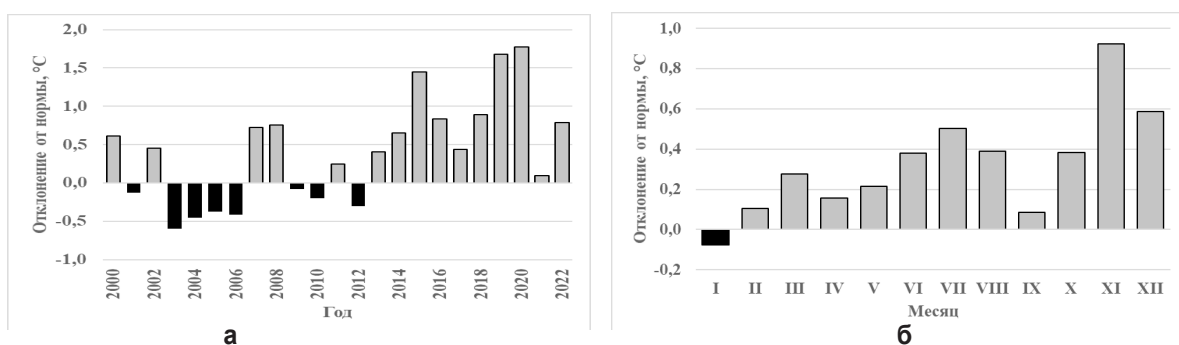 Отклонение от нормы, °С
2,0
1,5
1,0
0,5
0,0
-0,5
-1,0
2000 2002 2004 2006 2008 2010 2012 2014 2016 2018 2020 2022
Год
а
Отклонение от нормы, °С
1,0
0,8
0,6
0,4
0,2
0,0
-0,2
I II III IV V VI VII VIII IX X XI XII
Месяц
б